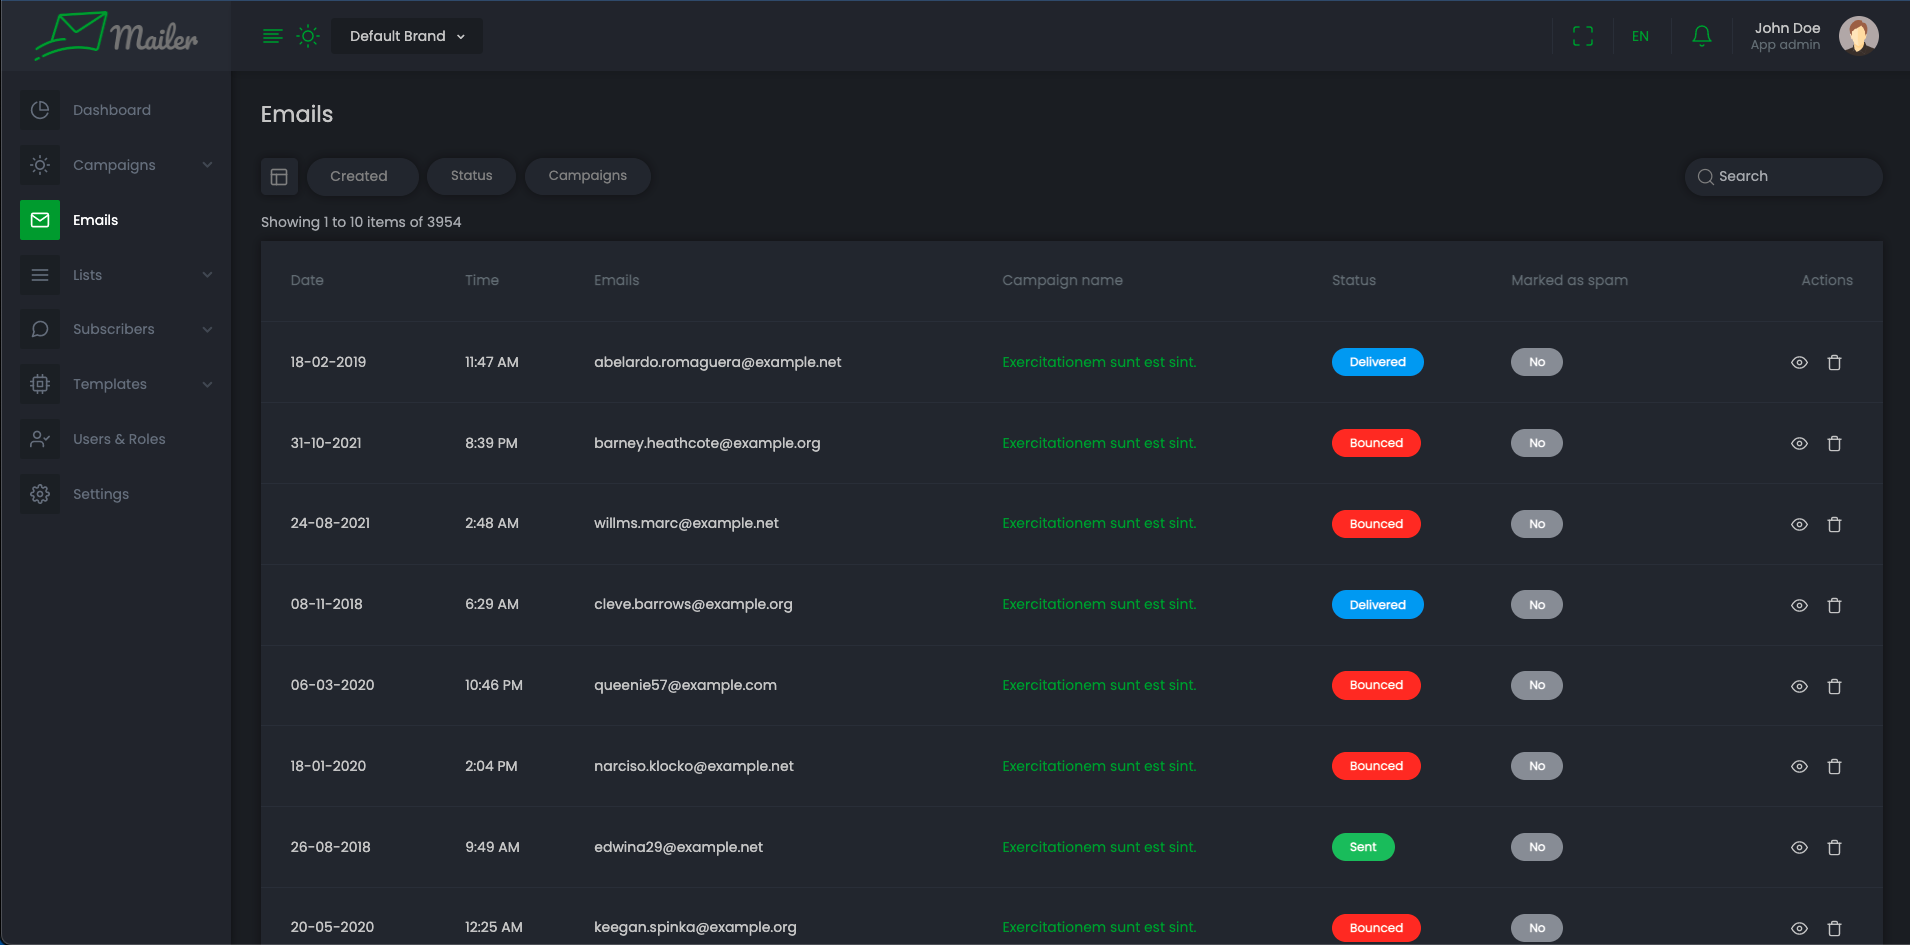 Mailer
Default Brand
EN
John Doe
App admin
Dashboard
Campaigns
Emails
Lists
Subscribers
Templates
Users & Roles
Settings
Emails
Created Status Campaigns
Search
Showing 1 to 10 items of 3954
Date Time Emails Campaign name Status Marked as spam Actions
18-02-2019 11:47 AM abelardo.romaguera@example.net Exercitationem sunt est sint. Delivered No
31-10-2021 8:39 PM barney.heathcote@example.org Exercitationem sunt est sint. Bounced No
24-08-2021 2:48 AM willms.marc@example.net Exercitationem sunt est sint. Bounced No
08-11-2018 6:29 AM cleve.barrows@example.org Exercitationem sunt est sint. Delivered No
06-03-2020 10:46 PM queenie57@example.com Exercitationem sunt est sint. Bounced No
18-01-2020 2:04 PM narciso.klocko@example.net Exercitationem sunt est sint. Bounced No
26-08-2018 9:49 AM edwina29@example.net Exercitationem sunt est sint. Sent No
20-05-2020 12:25 AM keegan.spinka@example.org Exercitationem sunt est sint. Bounced No